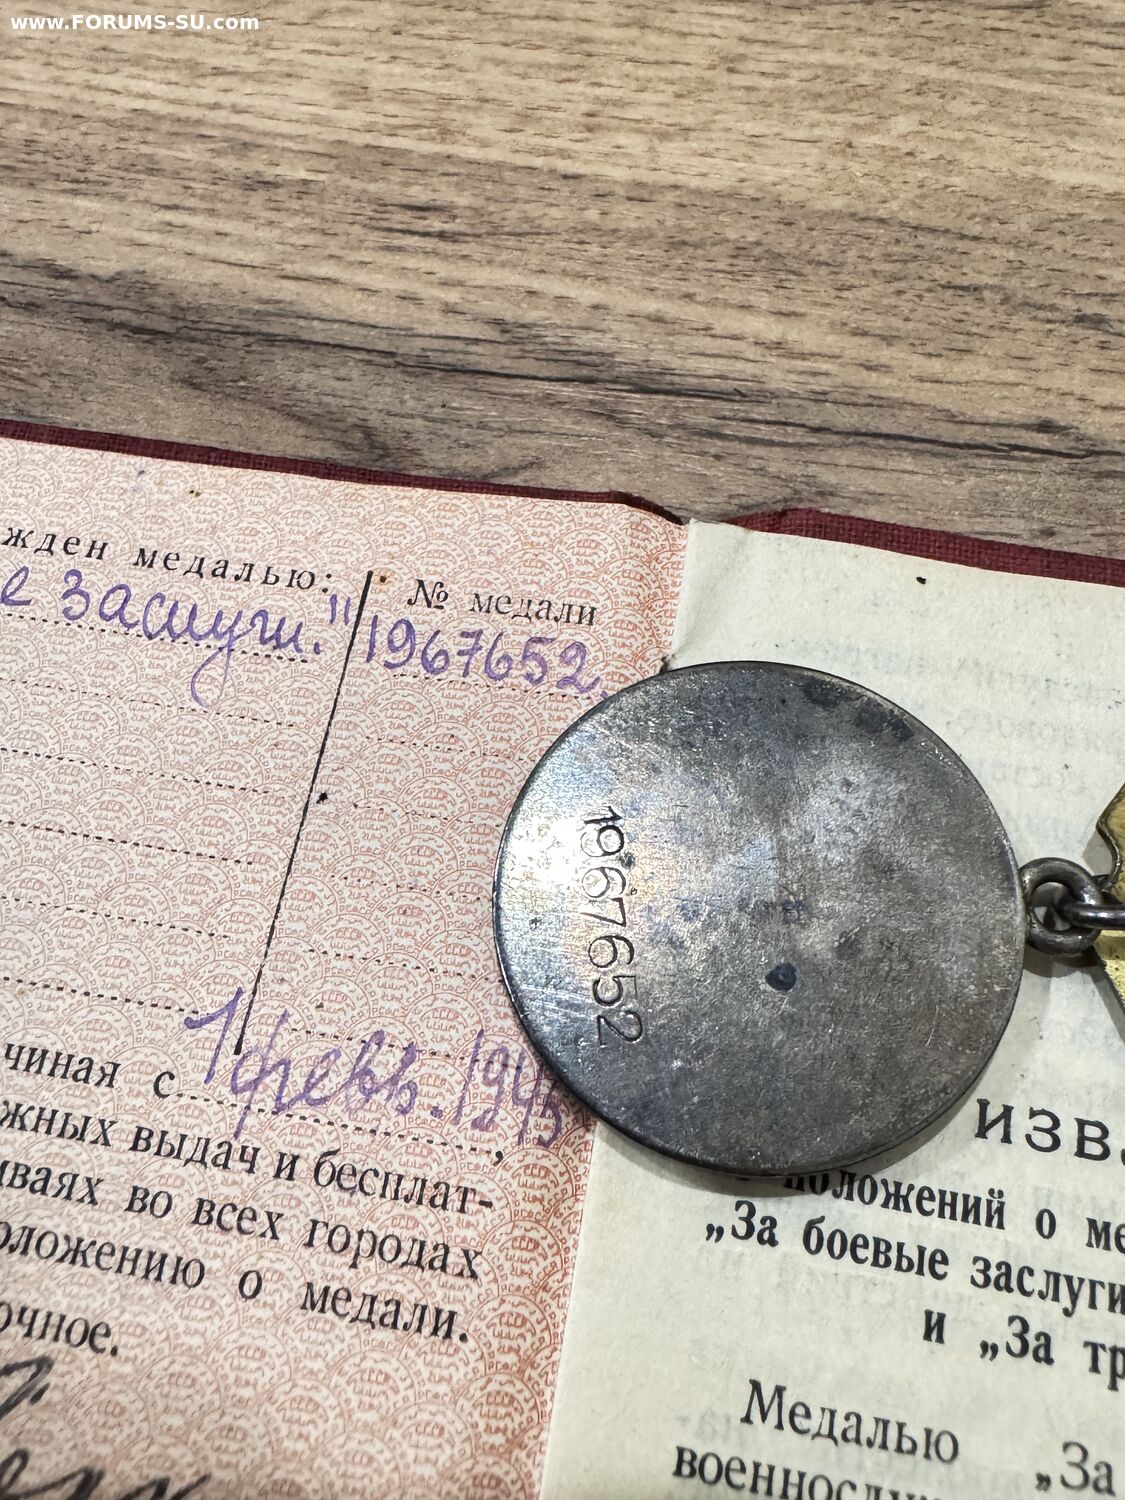 www.FORUMS-SU.com
жден медалью:
№ медали
е заслуги."
1967652
1967652
чиная с 1 февв. 1945
жных выдач и бесплат-
ваях во всех городах
оложению о медали.
очное.
ИЗВ
положений о ме
„За боевые заслуги
и „За тр
Медалью „За
военнослу